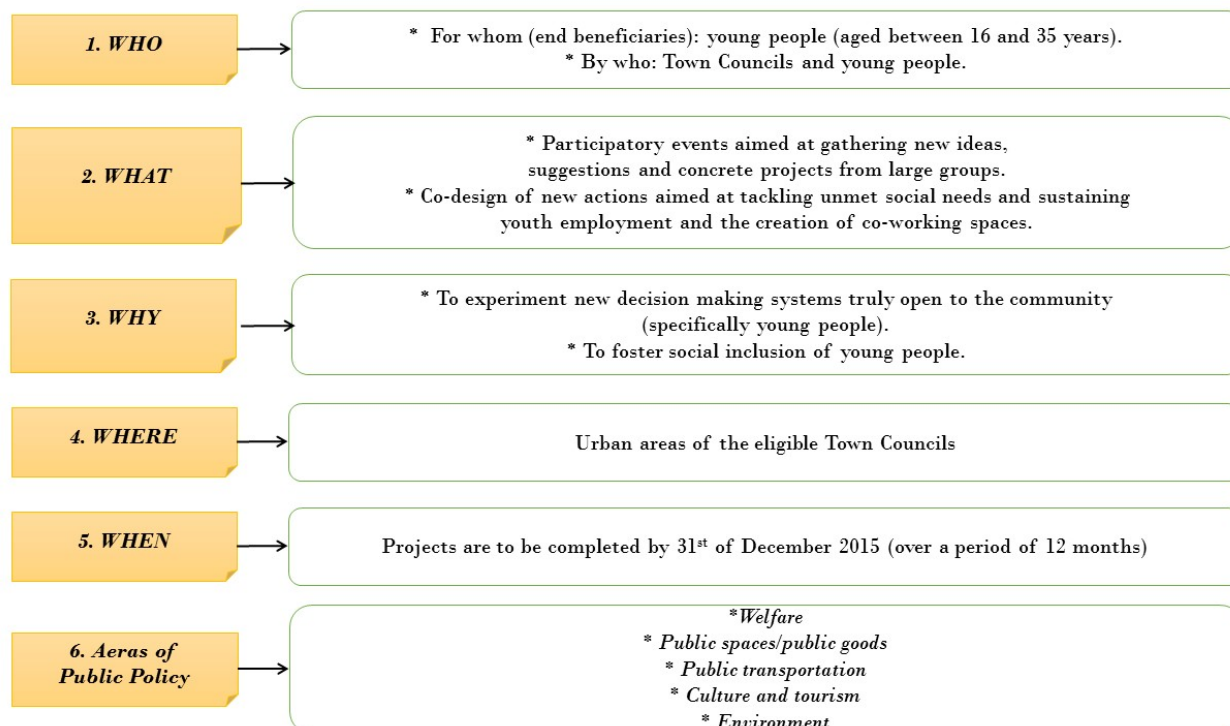 1. WHO
* For whom (end beneficiaries): young people (aged between 16 and 35 years).
* By who: Town Councils and young people.
2. WHAT
* Participatory events aimed at gathering new ideas,
suggestions and concrete projects from large groups.
* Co-design of new actions aimed at tackling unmet social needs and sustaining
youth employment and the creation of co-working spaces.
3. WHY
* To experiment new decision making systems truly open to the community
(specifically young people).
* To foster social inclusion of young people.
4. WHERE
Urban areas of the eligible Town Councils
5. WHEN
Projects are to be completed by 31st of December 2015 (over a period of 12 months)
6. Aeras of
Public Policy
*Welfare
* Public spaces/public goods
* Public transportation
* Culture and tourism
* Environment